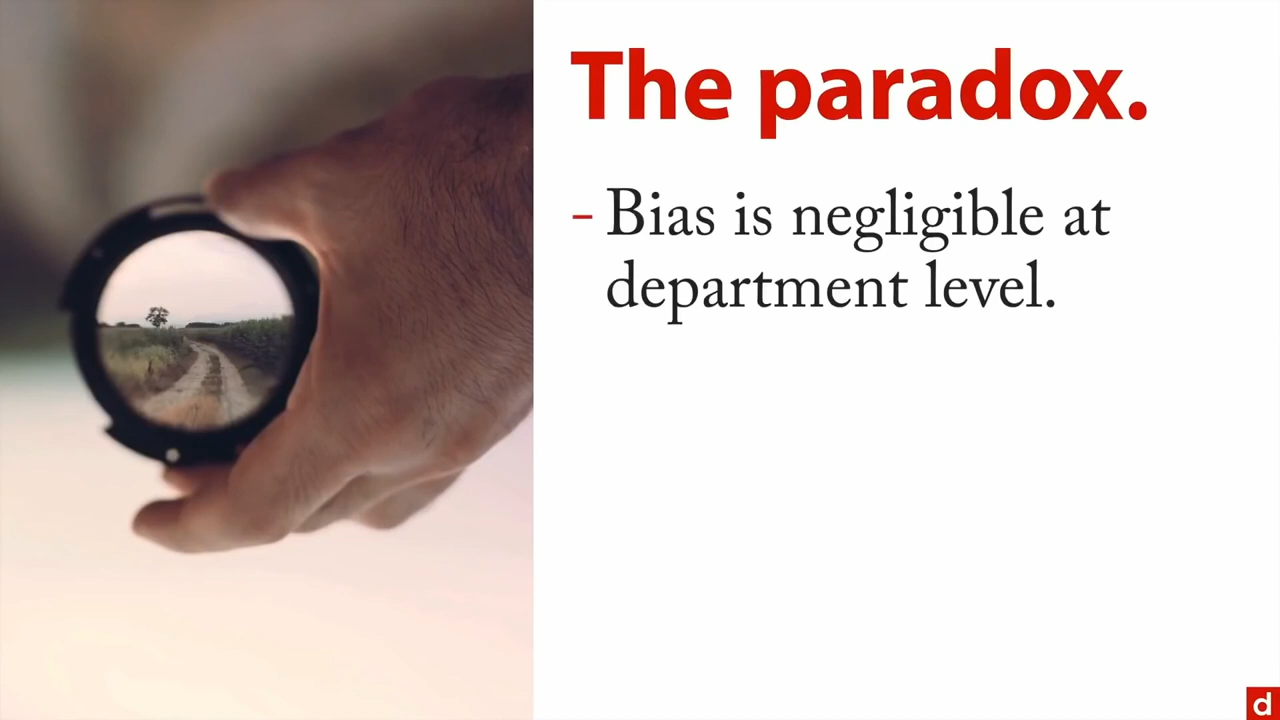 The paradox.
- Bias is negligible at
department level.
d